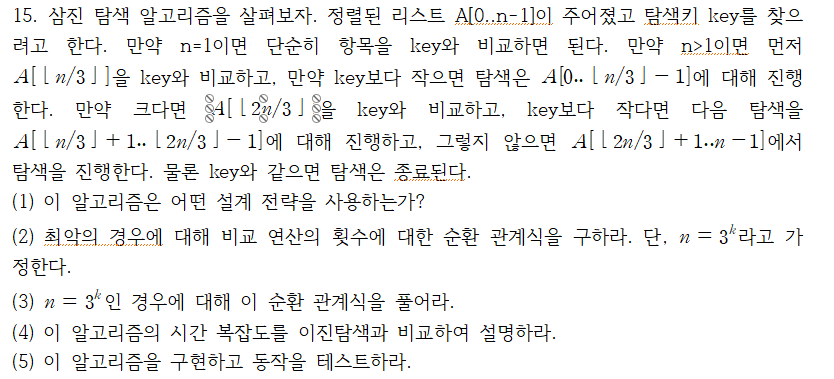 15. 삼진 탐색 알고리즘을 살펴보자. 정렬된 리스트 A[0..n-1]이 주어졌고 탐색키 key를 찾으
려고 한다. 만약 n=1이면 단순히 항목을 key와 비교하면 된다. 만약 n>1이면 먼저
A[⌊n/3⌋]을 key와 비교하고, 만약 key보다 작으면 탐색은 A[0..⌊n/3⌋-1]에 대해 진행
한다. 만약 크다면 A[⌊2n/3⌋]을 key와 비교하고, key보다 작다면 다음 탐색을
A[⌊n/3⌋+1..⌊2n/3⌋-1]에 대해 진행하고, 그렇지 않으면 A[⌊2n/3⌋+1..n-1]에서
탐색을 진행한다. 물론 key와 같으면 탐색은 종료된다.
(1) 이 알고리즘은 어떤 설계 전략을 사용하는가?
(2) 최악의 경우에 대해 비교 연산의 횟수에 대한 순환 관계식을 구하라. 단, n = 3^k라고 가
정한다.
(3) n = 3^k인 경우에 대해 이 순환 관계식을 풀어라.
(4) 이 알고리즘의 시간 복잡도를 이진탐색과 비교하여 설명하라.
(5) 이 알고리즘을 구현하고 동작을 테스트하라.